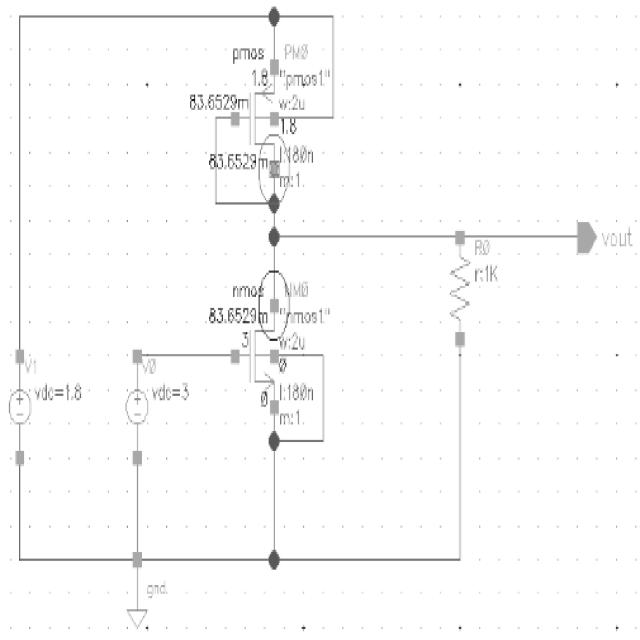 pmos PM0
1.8 "pmos1"
83.6529m w:2u
1.8
83.6529m l:180n
m:1
vout
R0
r:1K
nmos NM0
83.6529m "nmos1"
3 w:2u
0
V1 V0
vdc=1.8 vdc=3
0 l:180n
m:1
gnd